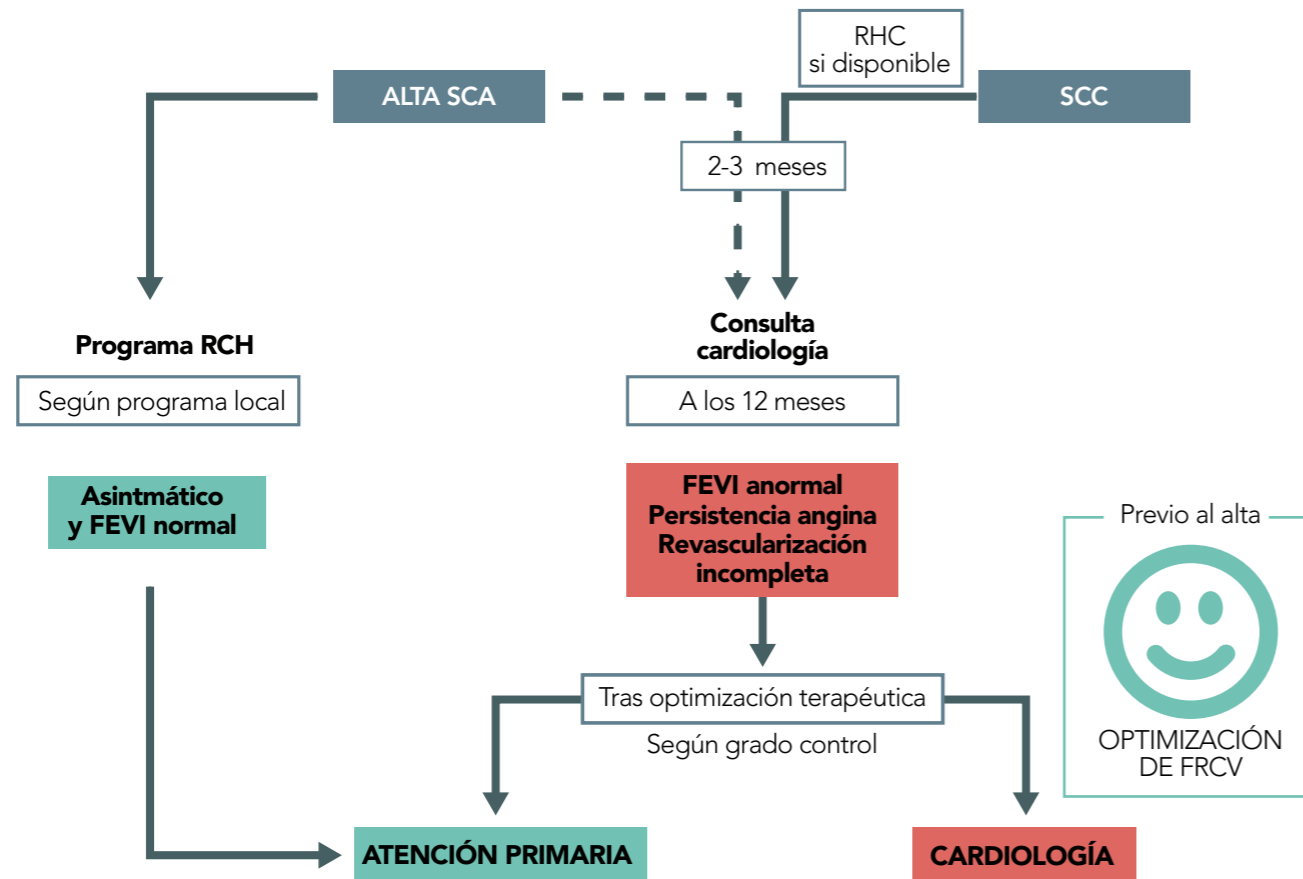 RHC
si disponible
ALTA SCA
SCC
2-3 meses
Programa RCH
Según programa local
Consulta
cardiología
A los 12 meses
Asintmático
y FEVI normal
FEVI anormal
Persistencia angina
Revascularización
incompleta
Previo al alta
OPTIMIZACIÓN
DE FRCV
Tras optimización terapéutica
Según grado control
ATENCIÓN PRIMARIA
CARDIOLOGÍA